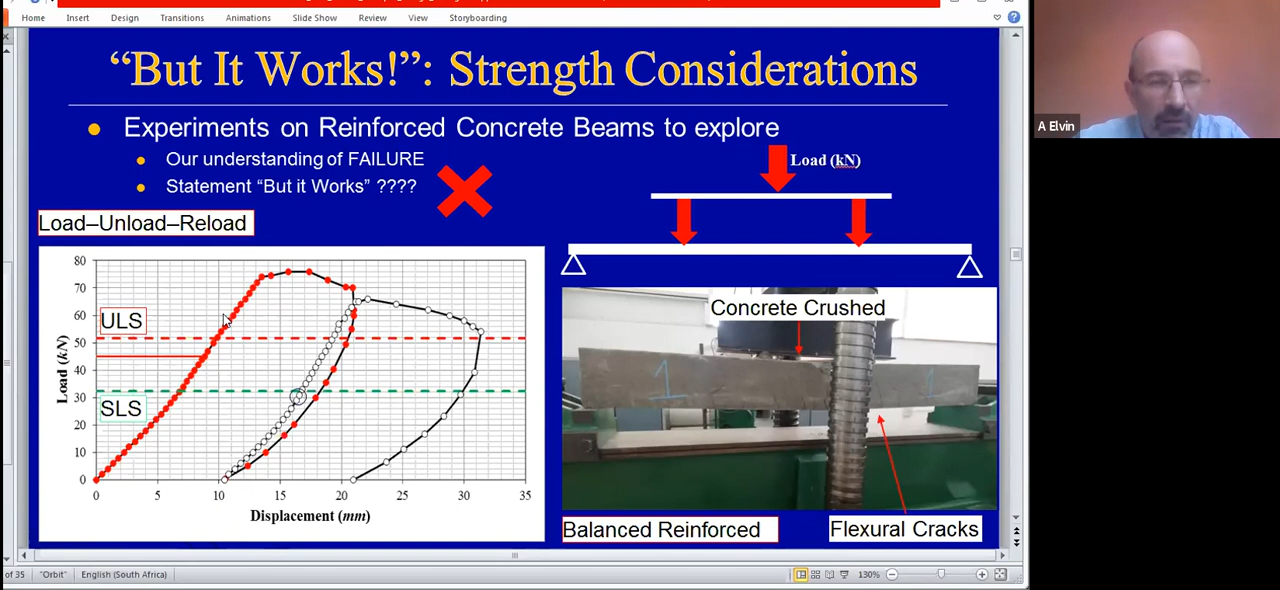 Home Insert Design Transitions Animations Slide Show Review View Storyboarding
“But It Works!”: Strength Considerations
Experiments on Reinforced Concrete Beams to explore
Our understanding of FAILURE
Statement “But it Works” ????
Load (kN)
Load–Unload–Reload
80
70
60
50
40
30
20
10
0
Load (kN)
ULS
SLS
0 5 10 15 20 25 30 35
Displacement (mm)
Concrete Crushed
1 1
Balanced Reinforced
Flexural Cracks
A Elvin
of 35 "Orbit" English (South Africa) 130%